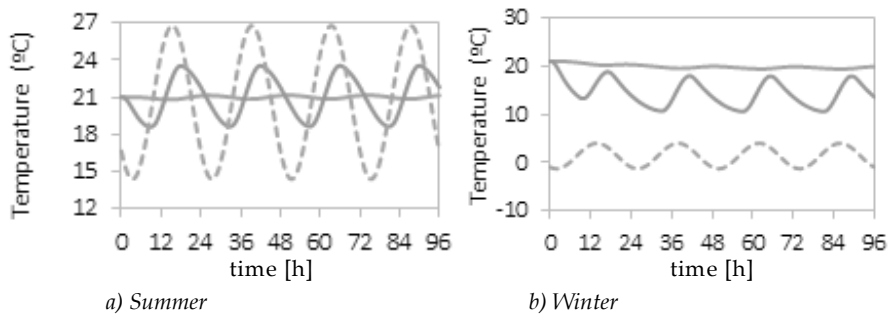 Temperature (ºC)
27
24
21
18
15
12
0 12 24 36 48 60 72 84 96
time [h]
a) Summer
Temperature (ºC)
30
20
10
0
-10
0 12 24 36 48 60 72 84 96
time [h]
b) Winter